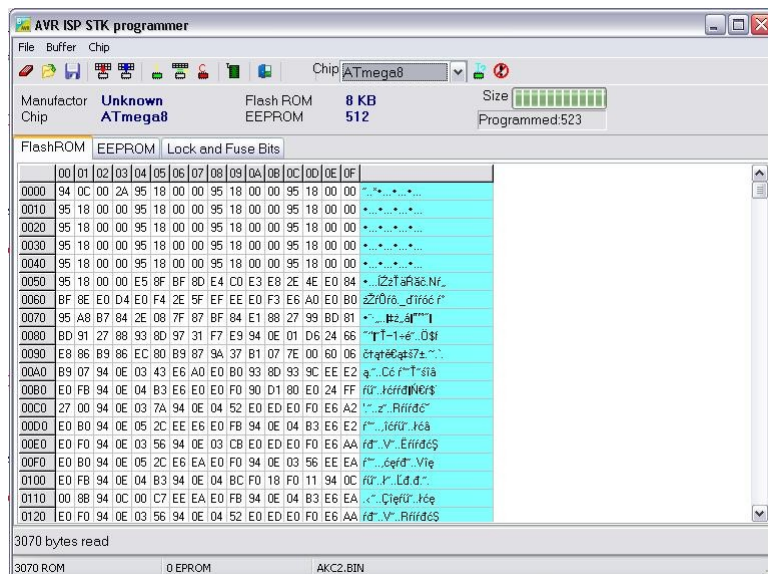 AVR ISP STK programmer
File Buffer Chip
Chip ATmega8
Manufactor Unknown Flash ROM 8 KB Size
Chip ATmega8 EEPROM 512 Programmed:523
FlashROM EEPROM Lock and Fuse Bits
00 01 02 03 04 05 06 07 08 09 0A 0B 0C 0D 0E 0F
0000 94 0C 00 2A 95 18 00 00 95 18 00 00 95 18 00 00
0010 95 18 00 00 95 18 00 00 95 18 00 00 95 18 00 00
0020 95 18 00 00 95 18 00 00 95 18 00 00 95 18 00 00
0030 95 18 00 00 95 18 00 00 95 18 00 00 95 18 00 00
0040 95 18 00 00 95 18 00 00 95 18 00 00 95 18 00 00
0050 95 18 00 00 E5 8F BF 8D E4 C0 E3 E8 2E 4E E0 84
0060 BF 8E E0 D4 E0 F4 2E 5F EF EE E0 F3 E6 A0 E0 B0
0070 95 A8 B7 84 2E 08 7F 87 BF 84 E1 88 27 99 BD 81
0080 BD 91 27 88 93 8D 97 31 F7 E9 94 0E 01 D6 24 66
0090 E8 86 B9 86 EC 80 B9 87 9A 37 B1 07 7E 00 60 06
00A0 B9 07 94 0E 03 43 E6 A0 E0 B0 93 8D 93 9C EE E2
00B0 E0 FB 94 0E 04 B3 E6 E0 E0 F0 90 D1 80 E0 24 FF
00C0 27 00 94 0E 03 7A 94 0E 04 52 E0 ED E0 F0 E6 A2
00D0 E0 B0 94 0E 05 2C EE E6 E0 FB 94 0E 04 B3 E6 E2
00E0 E0 F0 94 0E 03 56 94 0E 03 CB E0 ED E0 F0 E6 AA
00F0 E0 B0 94 0E 05 2C E6 EA E0 F0 94 0E 03 56 EE EA
0100 E0 FB 94 0E 04 B3 94 0E 04 BC F0 18 F0 11 94 0C
0110 00 8B 94 0C 00 C7 EE EA E0 FB 94 0E 04 B3 E6 EA
0120 E0 F0 94 0E 03 56 94 0E 04 52 E0 ED E0 F0 E6 AA
3070 bytes read
3070 ROM 0 EPROM AKC2.BIN